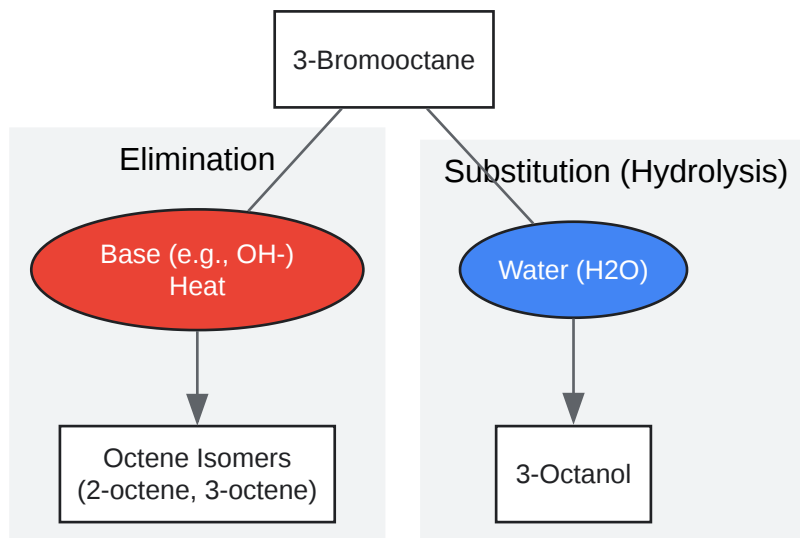 3-Bromooctane
Elimination
Substitution (Hydrolysis)
Base (e.g., OH-)
Heat
Water (H2O)
Octene Isomers
(2-octene, 3-octene)
3-Octanol